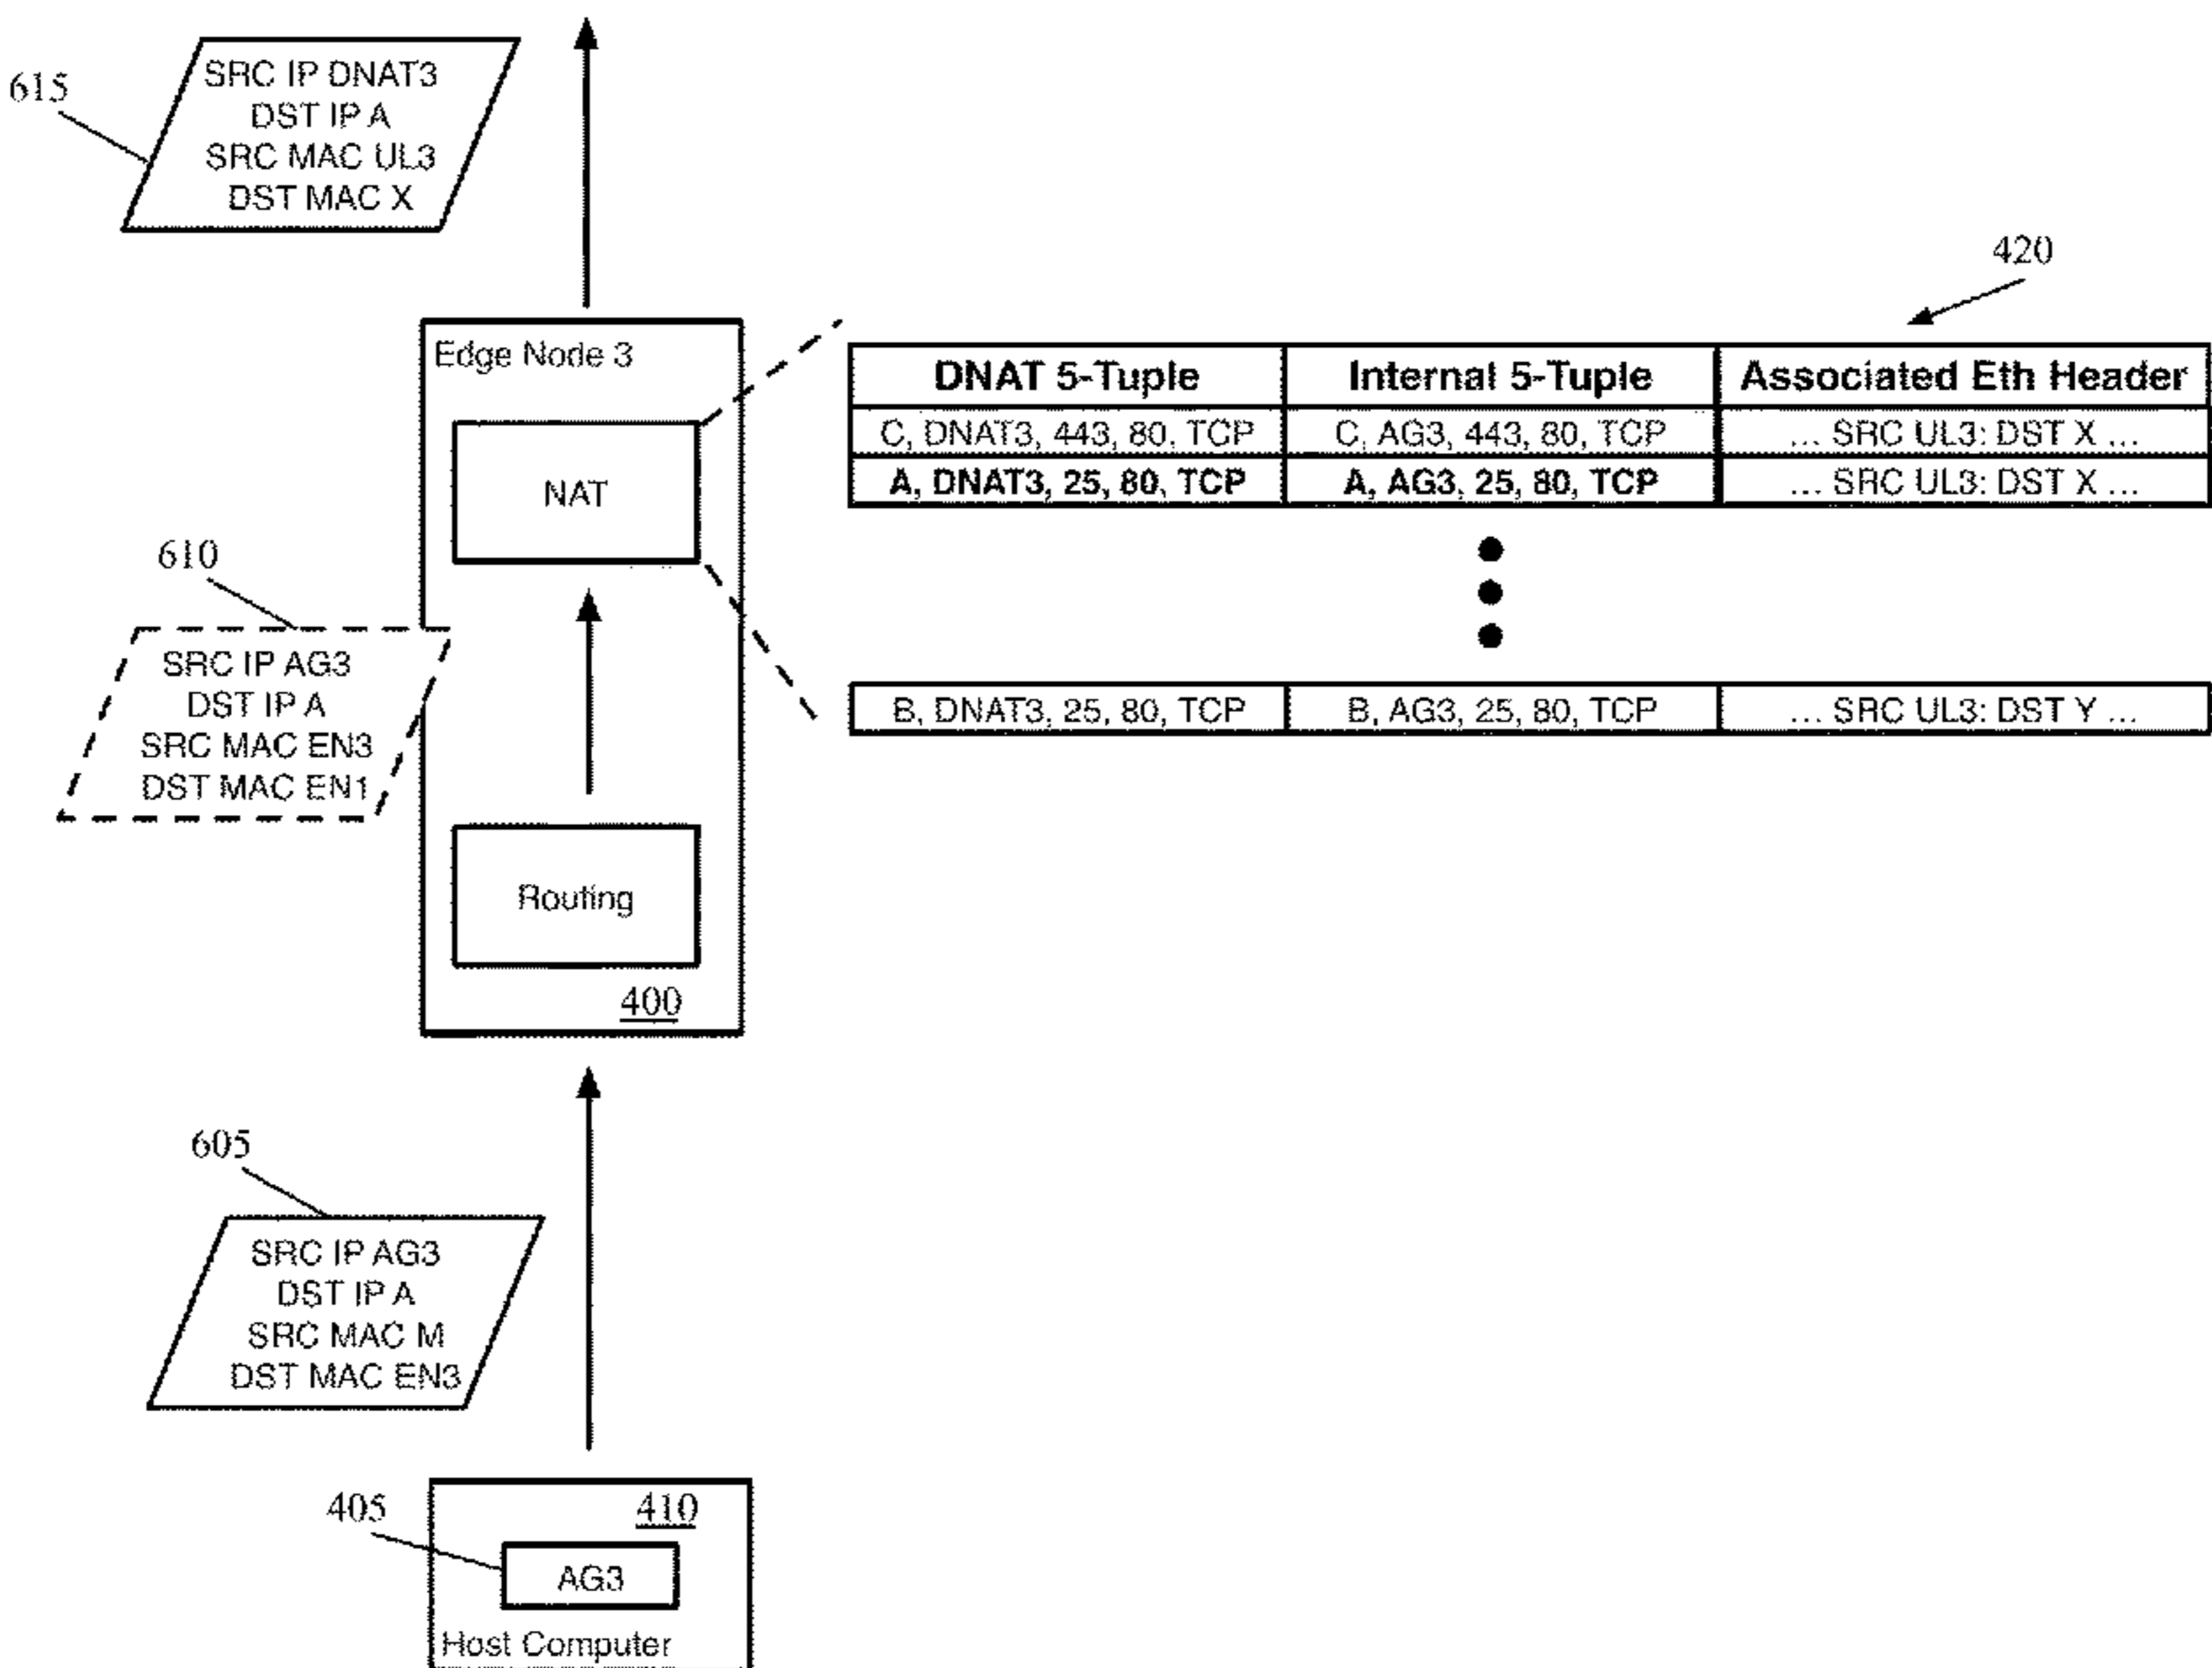 615
SRC IP DNAT3
DST IP A
SRC MAC UL3
DST MAC X
420
Edge Node 3
NAT
DNAT 5-Tuple Internal 5-Tuple Associated Eth Header
C, DNAT3, 443, 80, TCP C, AG3, 443, 80, TCP ... SRC UL3: DST X ...
A, DNAT3, 25, 80, TCP A, AG3, 25, 80, TCP ... SRC UL3: DST X ...
B, DNAT3, 25, 80, TCP B, AG3, 25, 80, TCP ... SRC UL3: DST Y ...
610
SRC IP AG3
DST IP A
SRC MAC EN3
DST MAC EN1
Routing
400
605
SRC IP AG3
DST IP A
SRC MAC M
DST MAC EN3
405
410
AG3
Host Computer